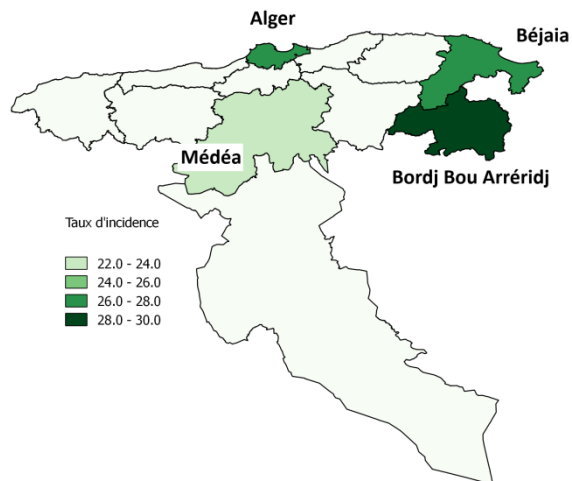 Alger
Béjaia
Médéa
Bordj Bou Arréridj
Taux d'incidence
22.0 - 24.0
24.0 - 26.0
26.0 - 28.0
28.0 - 30.0